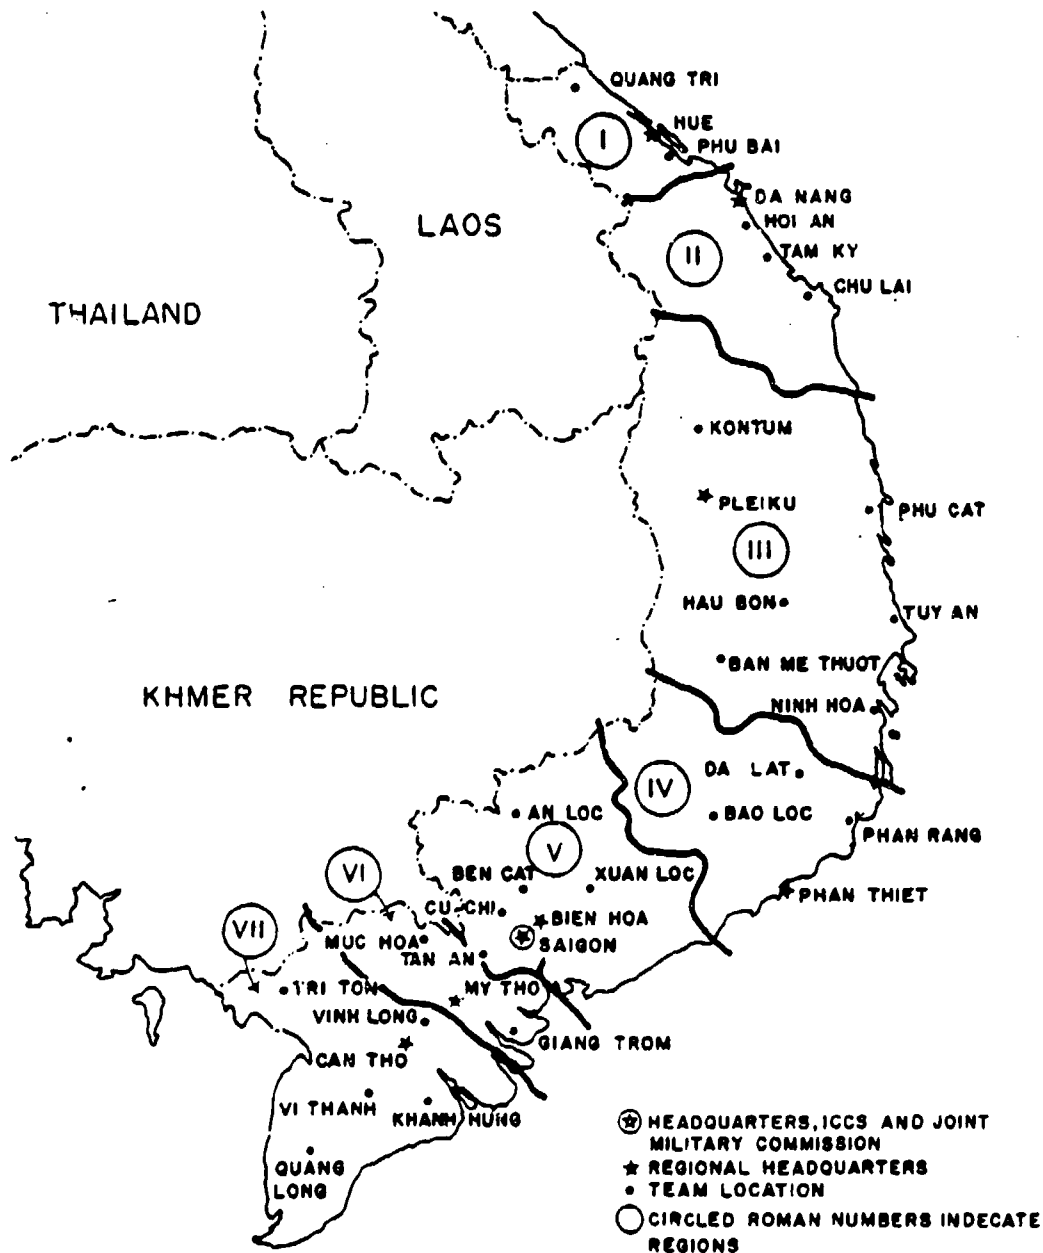 QUANG TRI
HUE
I
PHU BAI
DA NANG
LAOS
HOI AN
II
TAM KY
CHU LAI
THAILAND
KONTUM
PLEIKU
PHU CAT
III
HAU BON
TUY AN
BAN ME THUOT
KHMER REPUBLIC
NINH HOA
DA LAT
IV
AN LOC
BAO LOC
PHAN RANG
V
VI
BEN CAT
XUAN LOC
PHAN THIET
CU CHI
BIEN HOA
VII
MUC HOA
SAIGON
TAN AN
TRI TON
MY THO
VINH LONG
GIANG TROM
CAN THO
VI THANH
KHANH HUNG
QUANG
LONG
HEADQUARTERS, ICCS AND JOINT
MILITARY COMMISSION
REGIONAL HEADQUARTERS
TEAM LOCATION
CIRCLED ROMAN NUMBERS INDECATE
REGIONS